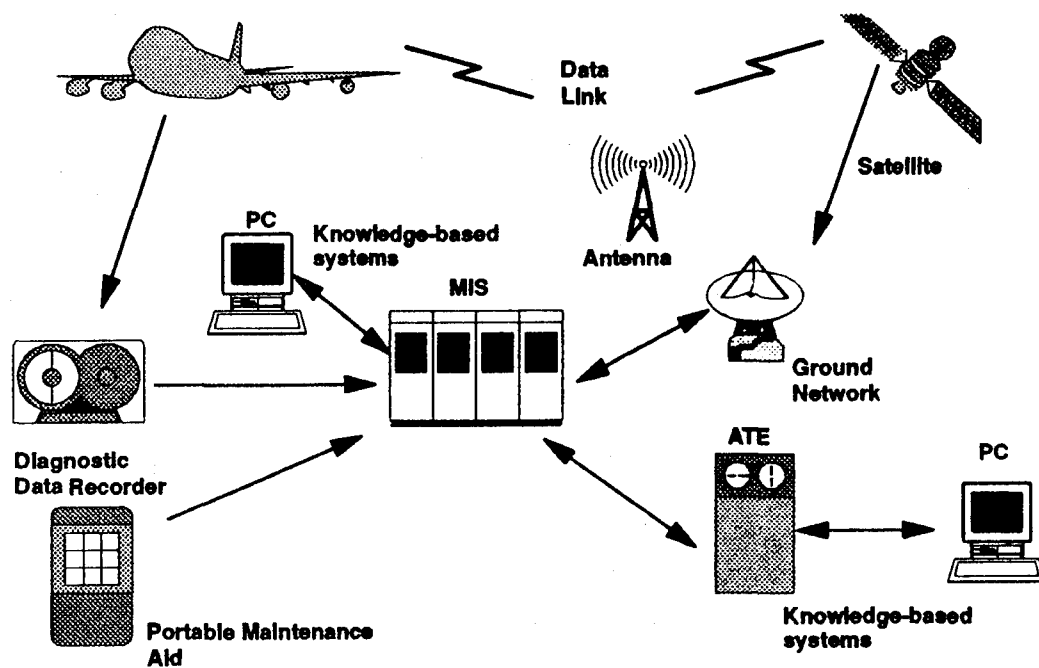 Data
Link
Satellite
PC
Knowledge-based
systems
Antenna
MIS
Ground
Network
Diagnostic
Data Recorder
ATE
PC
Portable Maintenance
Aid
Knowledge-based
systems